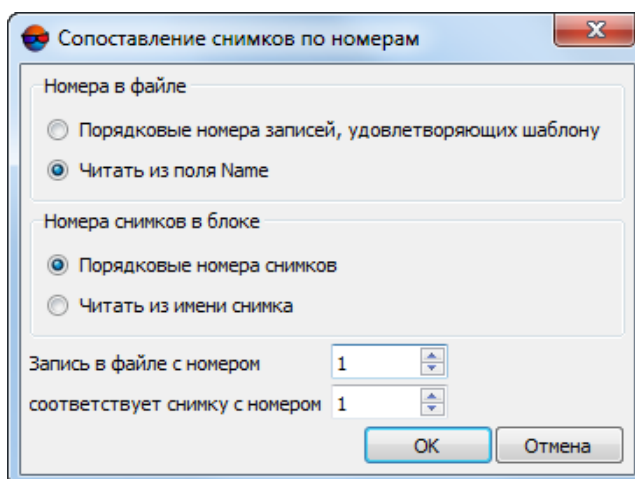 Сопоставление снимков по номерам
Номера в файле
Порядковые номера записей, удовлетворяющих шаблону
Читать из поля Name
Номера снимков в блоке
Порядковые номера снимков
Читать из имени снимка
Запись в файле с номером 1
соответствует снимку с номером 1
OK Отмена